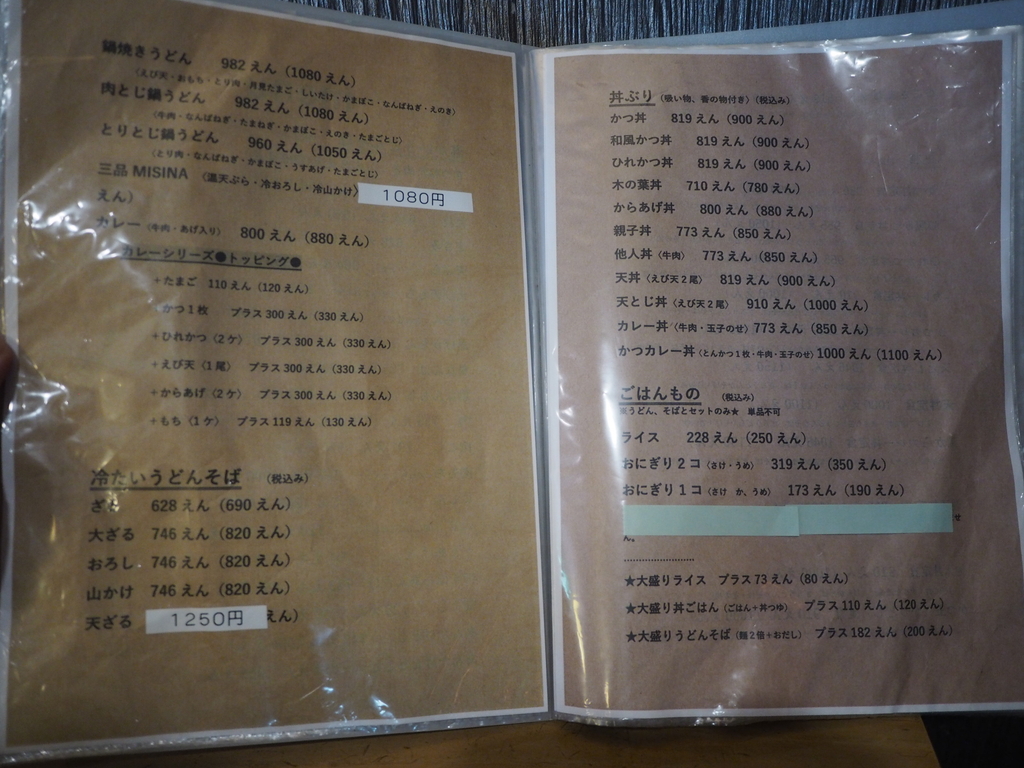 鍋焼きうどん 982えん（1080えん）
（えび天・おもち・とり肉・月見たまご・しいたけ・かまぼこ・なんばねぎ・えのき）
肉とじ鍋うどん 982えん（1080えん）
（牛肉・なんばねぎ・たまねぎ・かまぼこ・えのき・たまごとじ）
とりとじ鍋うどん 960えん（1050えん）
（とり肉・なんばねぎ・かまぼこ・うすあげ・たまごとじ）
三品MISINA （温天ぷら・冷おろし・冷山かけ） 1080円
えん）
カレー（牛肉・あげ入り） 800えん（880えん）
カレーシリーズ●トッピング●
+たまご 110えん（120えん）
かつ1枚 プラス300えん（330えん）
+ひれかつ（2ケ） プラス300えん（330えん）
+えび天（1尾） プラス300えん（330えん）
+からあげ（2ケ） プラス300えん（330えん）
+もち（1ケ） プラス119えん（130えん）
冷たいうどんそば （税込み）
ざる 628えん（690えん）
大ざる 746えん（820えん）
おろし 746えん（820えん）
山かけ 746えん（820えん）
天ざる 1250円 えん）
丼ぶり（吸い物、香の物付き）（税込み）
かつ丼 819えん（900えん）
和風かつ丼 819えん（900えん）
ひれかつ丼 819えん（900えん）
木の葉丼 710えん（780えん）
からあげ丼 800えん（880えん）
親子丼 773えん（850えん）
他人丼（牛肉） 773えん（850えん）
天丼（えび天2尾） 819えん（900えん）
天とじ丼（えび天2尾） 910えん（1000えん）
カレー丼（牛肉・玉子のせ）773えん（850えん）
かつカレー丼（とんかつ1枚・牛肉・玉子のせ）1000えん（1100えん）
ごはんもの （税込み）
うどん、そばとセットのみ★ 単品不可
ライス 228えん（250えん）
おにぎり2コ（さけ・うめ） 319えん（350えん）
おにぎり1コ（さけ か、うめ） 173えん（190えん）
せ
ん。
★大盛りライス プラス73えん（80えん）
★大盛り丼ごはん（ごはん+丼つゆ） プラス110えん（120えん）
★大盛りうどんそば（麺2倍+おだし） プラス182えん（200えん）